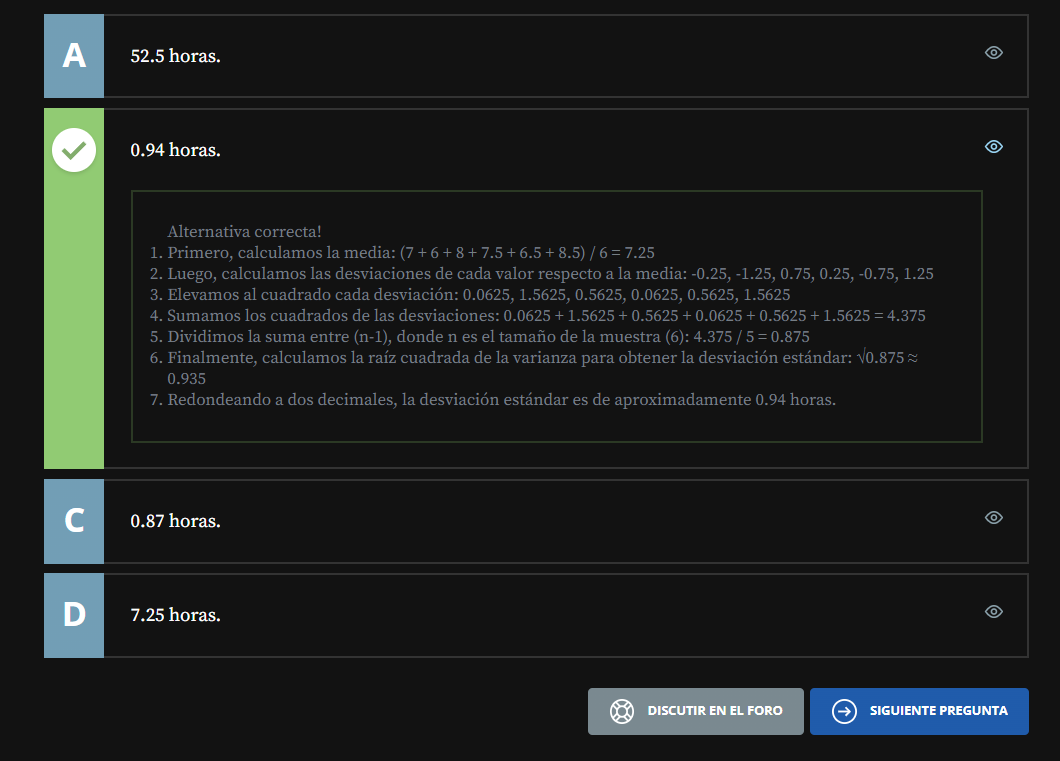 A
52.5 horas.
0.94 horas.
Alternativa correcta!
1. Primero, calculamos la media: (7 + 6 + 8 + 7.5 + 6.5 + 8.5) / 6 = 7.25
2. Luego, calculamos las desviaciones de cada valor respecto a la media: -0.25, -1.25, 0.75, 0.25, -0.75, 1.25
3. Elevamos al cuadrado cada desviación: 0.0625, 1.5625, 0.5625, 0.0625, 0.5625, 1.5625
4. Sumamos los cuadrados de las desviaciones: 0.0625 + 1.5625 + 0.5625 + 0.0625 + 0.5625 + 1.5625 = 4.375
5. Dividimos la suma entre (n-1), donde n es el tamaño de la muestra (6): 4.375 / 5 = 0.875
6. Finalmente, calculamos la raíz cuadrada de la varianza para obtener la desviación estándar: √0.875 ≈
0.935
7. Redondeando a dos decimales, la desviación estándar es de aproximadamente 0.94 horas.
C
0.87 horas.
D
7.25 horas.
DISCUTIR EN EL FORO
SIGUIENTE PREGUNTA